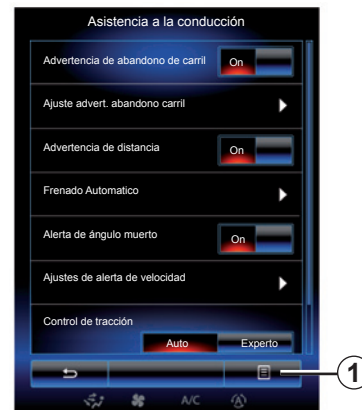 Asistencia a la conducción
Advertencia de abandono de carril
On
Ajuste advert. abandono carril
Advertencia de distancia
On
Frenado Automatico
Alerta de ángulo muerto
On
Ajustes de alerta de velocidad
Control de tracción
Auto
Experto
1
A/C